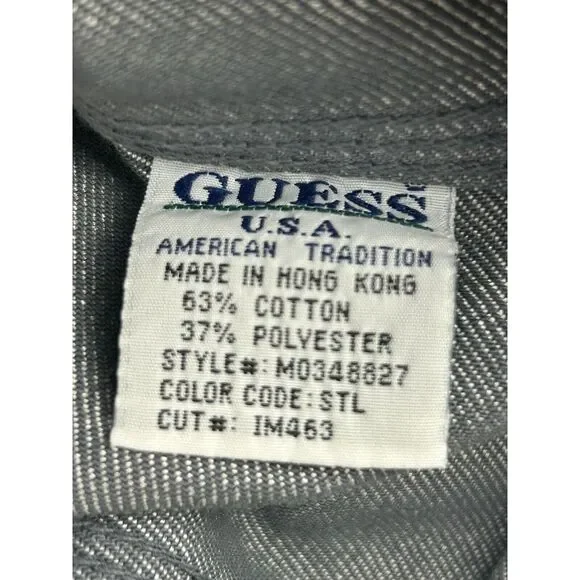 GUESS
U.S.A.
AMERICAN TRADITION
MADE IN HONG KONG
63% COTTON
37% POLYESTER
STYLE#: M0348827
COLOR CODE: STL
CUT#: IM463